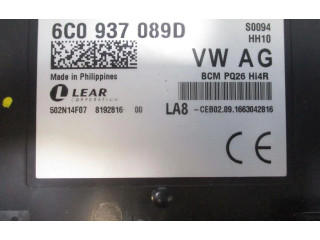 6C0 937 089D
S0094
HH10
VW AG
BCM PQ26 Hi4R
Made in Philippines
LEAR
CORPORATION
502N14F07 8192816 00
LA8 -CEB02.09.1663042816
CE